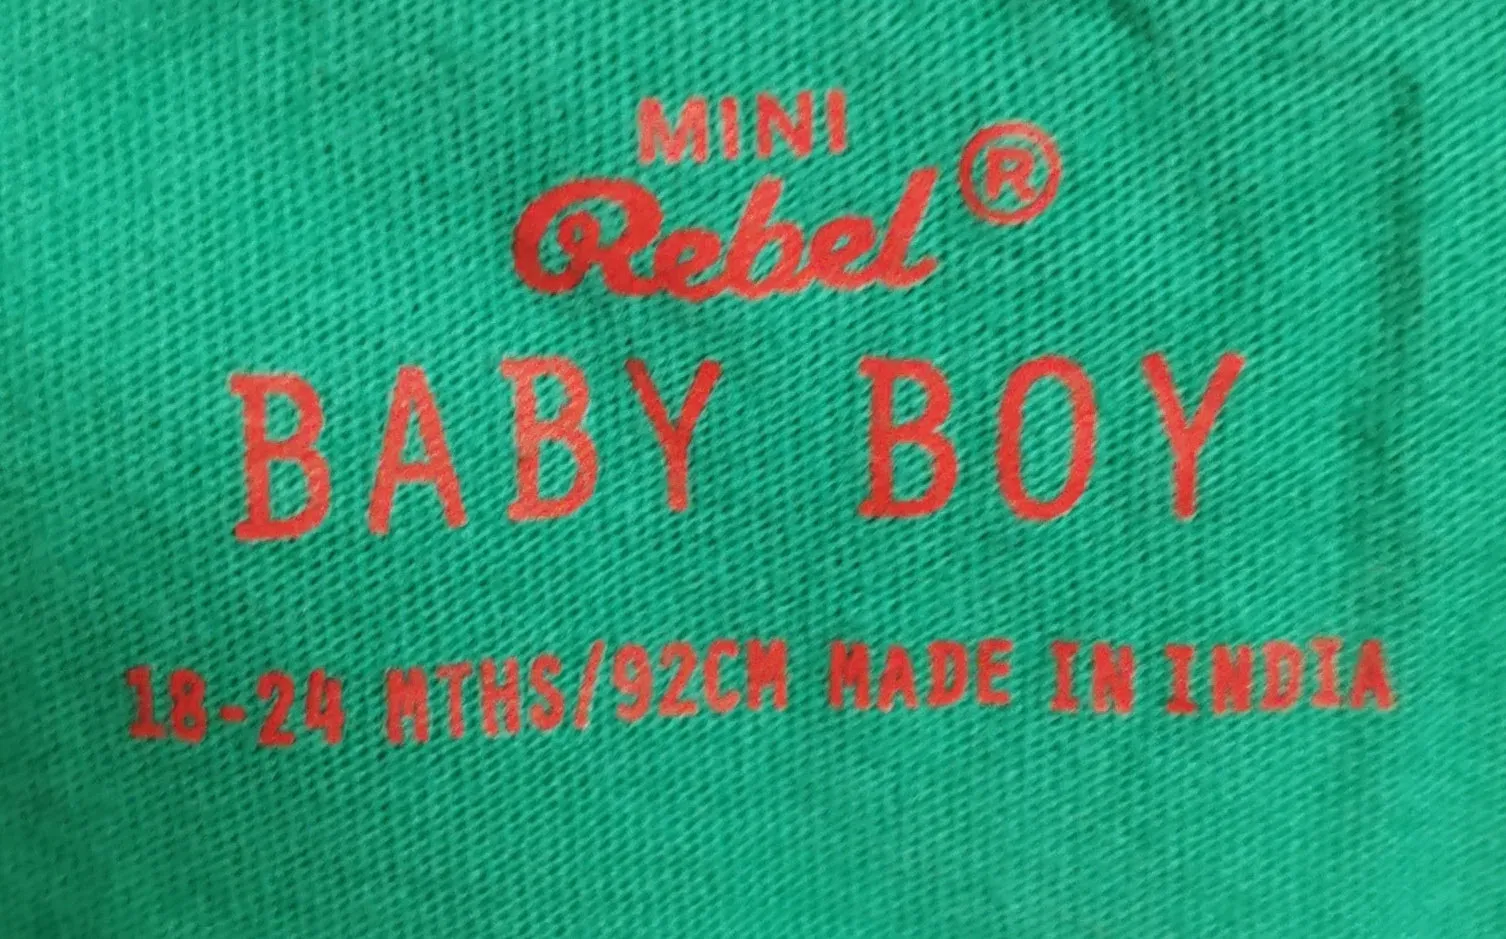 MINI
Rebel®
BABY BOY
18-24 MTHS/92CM MADE IN INDIA